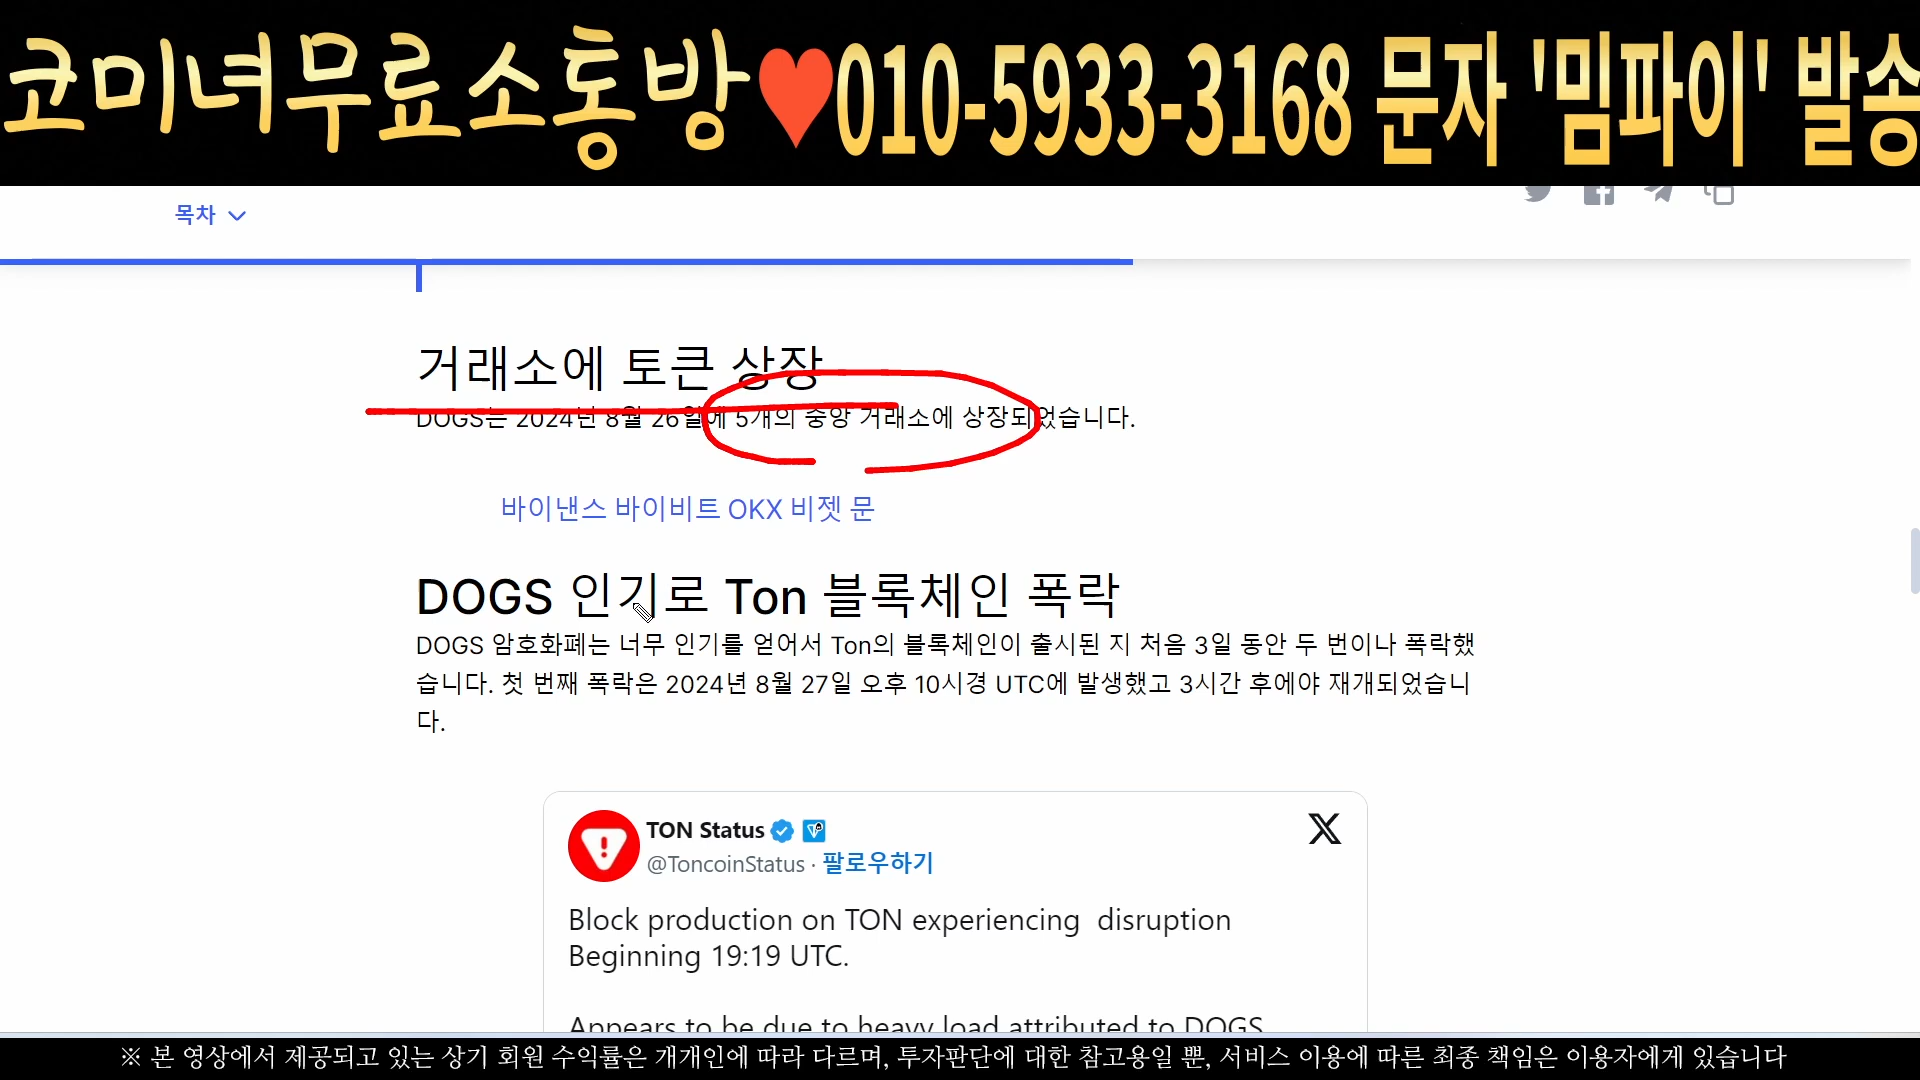 코미녀무료소통방♥010-5933-3168 문자 '밈파이' 발송
목차
거래소에 토큰 상장
DOGS는 2024년 8월 26일에 5개의 중앙 거래소에 상장되었습니다.
바이낸스 바이비트 OKX 비젯 문
DOGS 인기로 Ton 블록체인 폭락
DOGS 암호화폐는 너무 인기를 얻어서 Ton의 블록체인이 출시된 지 처음 3일 동안 두 번이나 폭락했
습니다. 첫 번째 폭락은 2024년 8월 27일 오후 10시경 UTC에 발생했고 3시간 후에야 재개되었습니
다.
TON Status
@ToncoinStatus · 팔로우하기
Block production on TON experiencing disruption
Beginning 19:19 UTC.
Appears to be due to heavy load attributed to DOGS
※ 본 영상에서 제공되고 있는 상기 회원 수익률은 개개인에 따라 다르며, 투자판단에 대한 참고용일 뿐, 서비스 이용에 따른 최종 책임은 이용자에게 있습니다